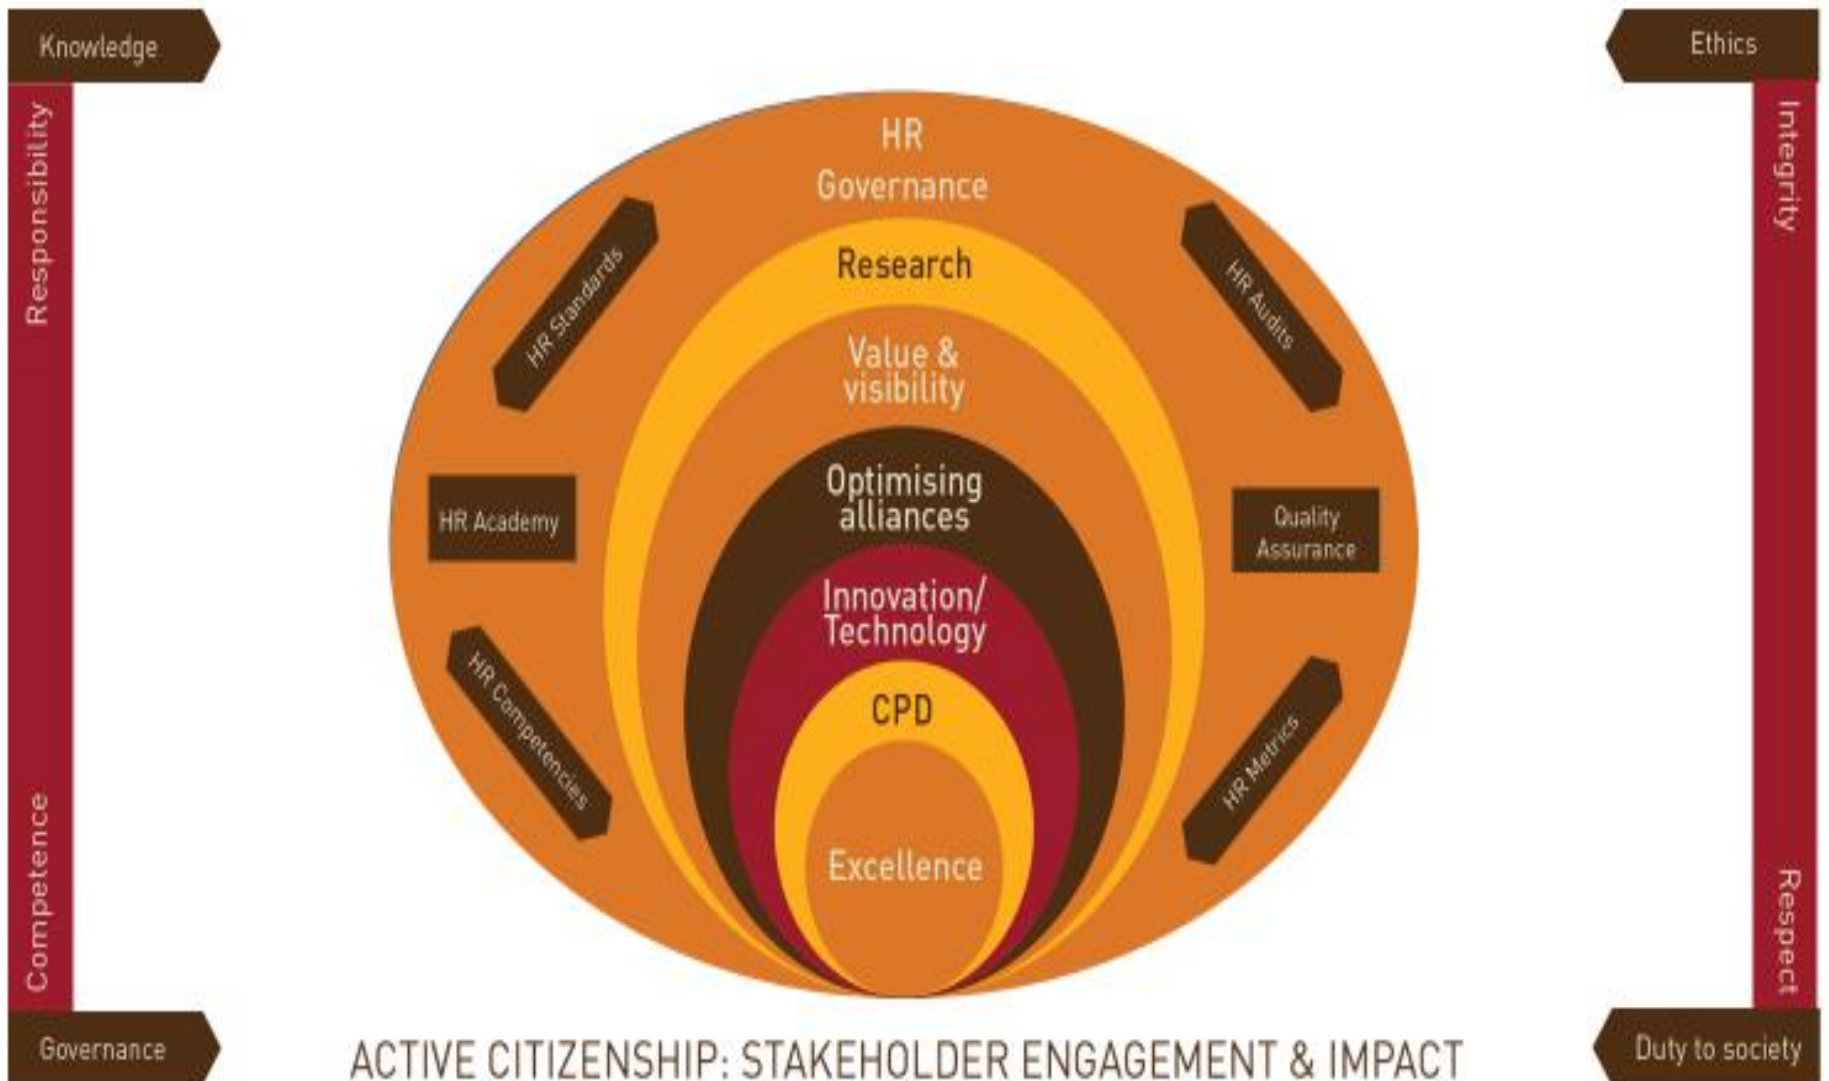 Knowledge
Ethics
Responsibility
Integrity
HR
Governance
Research
HR Standards
HR Audits
Value &
visibility
Optimising
alliances
HR Academy
Quality
Assurance
Innovation/
Technology
HR Competencies
CPD
HR Metrics
Excellence
Competence
Respect
Governance
Duty to society
ACTIVE CITIZENSHIP: STAKEHOLDER ENGAGEMENT & IMPACT